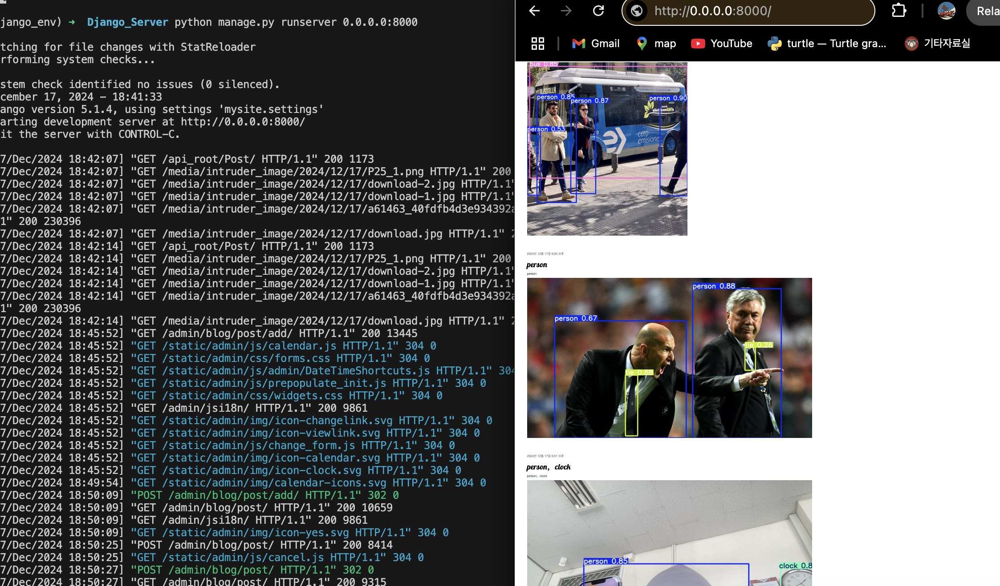 jango_env) → Django_Server python manage.py runserver 0.0.0.0:8000
tching for file changes with StatReloader
rforming system checks...
stem check identified no issues (0 silenced).
cember 17, 2024 - 18:41:33
ango version 5.1.4, using settings 'mysite.settings'
arting development server at http://0.0.0.0:8000/
it the server with CONTROL-C.
7/Dec/2024 18:42:07] "GET /api_root/Post/ HTTP/1.1" 200 1173
7/Dec/2024 18:42:07] "GET /media/intruder_image/2024/12/17/P25_1.png HTTP/1.1" 200
7/Dec/2024 18:42:07] "GET /media/intruder_image/2024/12/17/download-2.jpg HTTP/1.1"
7/Dec/2024 18:42:07] "GET /media/intruder_image/2024/12/17/download-1.jpg HTTP/1.1"
7/Dec/2024 18:42:07] "GET /media/intruder_image/2024/12/17/a61463_40fdfb4d3e934392a
1" 200 230396
7/Dec/2024 18:42:07] "GET /media/intruder_image/2024/12/17/download.jpg HTTP/1.1" 2
7/Dec/2024 18:42:14] "GET /api_root/Post/ HTTP/1.1" 200 1173
7/Dec/2024 18:42:14] "GET /media/intruder_image/2024/12/17/P25_1.png HTTP/1.1" 200
7/Dec/2024 18:42:14] "GET /media/intruder_image/2024/12/17/download-2.jpg HTTP/1.1"
7/Dec/2024 18:42:14] "GET /media/intruder_image/2024/12/17/download-1.jpg HTTP/1.1"
7/Dec/2024 18:42:14] "GET /media/intruder_image/2024/12/17/a61463_40fdfb4d3e934392a
1" 200 230396
7/Dec/2024 18:42:14] "GET /media/intruder_image/2024/12/17/download.jpg HTTP/1.1" 2
7/Dec/2024 18:45:52] "GET /admin/blog/post/add/ HTTP/1.1" 200 13445
7/Dec/2024 18:45:52] "GET /static/admin/js/calendar.js HTTP/1.1" 304 0
7/Dec/2024 18:45:52] "GET /static/admin/css/forms.css HTTP/1.1" 304 0
7/Dec/2024 18:45:52] "GET /static/admin/js/admin/DateTimeShortcuts.js HTTP/1.1" 304
7/Dec/2024 18:45:52] "GET /static/admin/js/prepopulate_init.js HTTP/1.1" 304 0
7/Dec/2024 18:45:52] "GET /static/admin/css/widgets.css HTTP/1.1" 304 0
7/Dec/2024 18:45:52] "GET /admin/jsi18n/ HTTP/1.1" 200 9861
7/Dec/2024 18:45:52] "GET /static/admin/img/icon-changelink.svg HTTP/1.1" 304 0
7/Dec/2024 18:45:52] "GET /static/admin/img/icon-viewlink.svg HTTP/1.1" 304 0
7/Dec/2024 18:45:52] "GET /static/admin/js/change_form.js HTTP/1.1" 304 0
7/Dec/2024 18:45:52] "GET /static/admin/img/icon-calendar.svg HTTP/1.1" 304 0
7/Dec/2024 18:45:52] "GET /static/admin/img/icon-clock.svg HTTP/1.1" 304 0
7/Dec/2024 18:49:54] "GET /static/admin/img/calendar-icons.svg HTTP/1.1" 304 0
7/Dec/2024 18:50:09] "POST /admin/blog/post/add/ HTTP/1.1" 302 0
7/Dec/2024 18:50:09] "GET /admin/blog/post/ HTTP/1.1" 200 10659
7/Dec/2024 18:50:09] "GET /admin/jsi18n/ HTTP/1.1" 200 9861
7/Dec/2024 18:50:09] "GET /static/admin/img/icon-yes.svg HTTP/1.1" 304 0
7/Dec/2024 18:50:25] "POST /admin/blog/post/ HTTP/1.1" 200 8414
7/Dec/2024 18:50:25] "GET /static/admin/js/cancel.js HTTP/1.1" 304 0
7/Dec/2024 18:50:27] "POST /admin/blog/post/ HTTP/1.1" 302 0
7/Dec/2024 18:50:27] "GET /admin/blog/post/ HTTP/1.1" 200 9315
http://0.0.0.0:8000/
Rela
Gmail map YouTube turtle — Turtle gra... 기타자료실
bus 0.85
person 0.85
person 0.87
person 0.90
person 0.53
cero
emisiones
2024년 12월 17일 6:50 오후
person
person
person 0.88
person 0.67
tie 0.26
tie 0.68
2024년 12월 17일 6:51 오후
person, clock
person, clock
person 0.85
clock 0.8